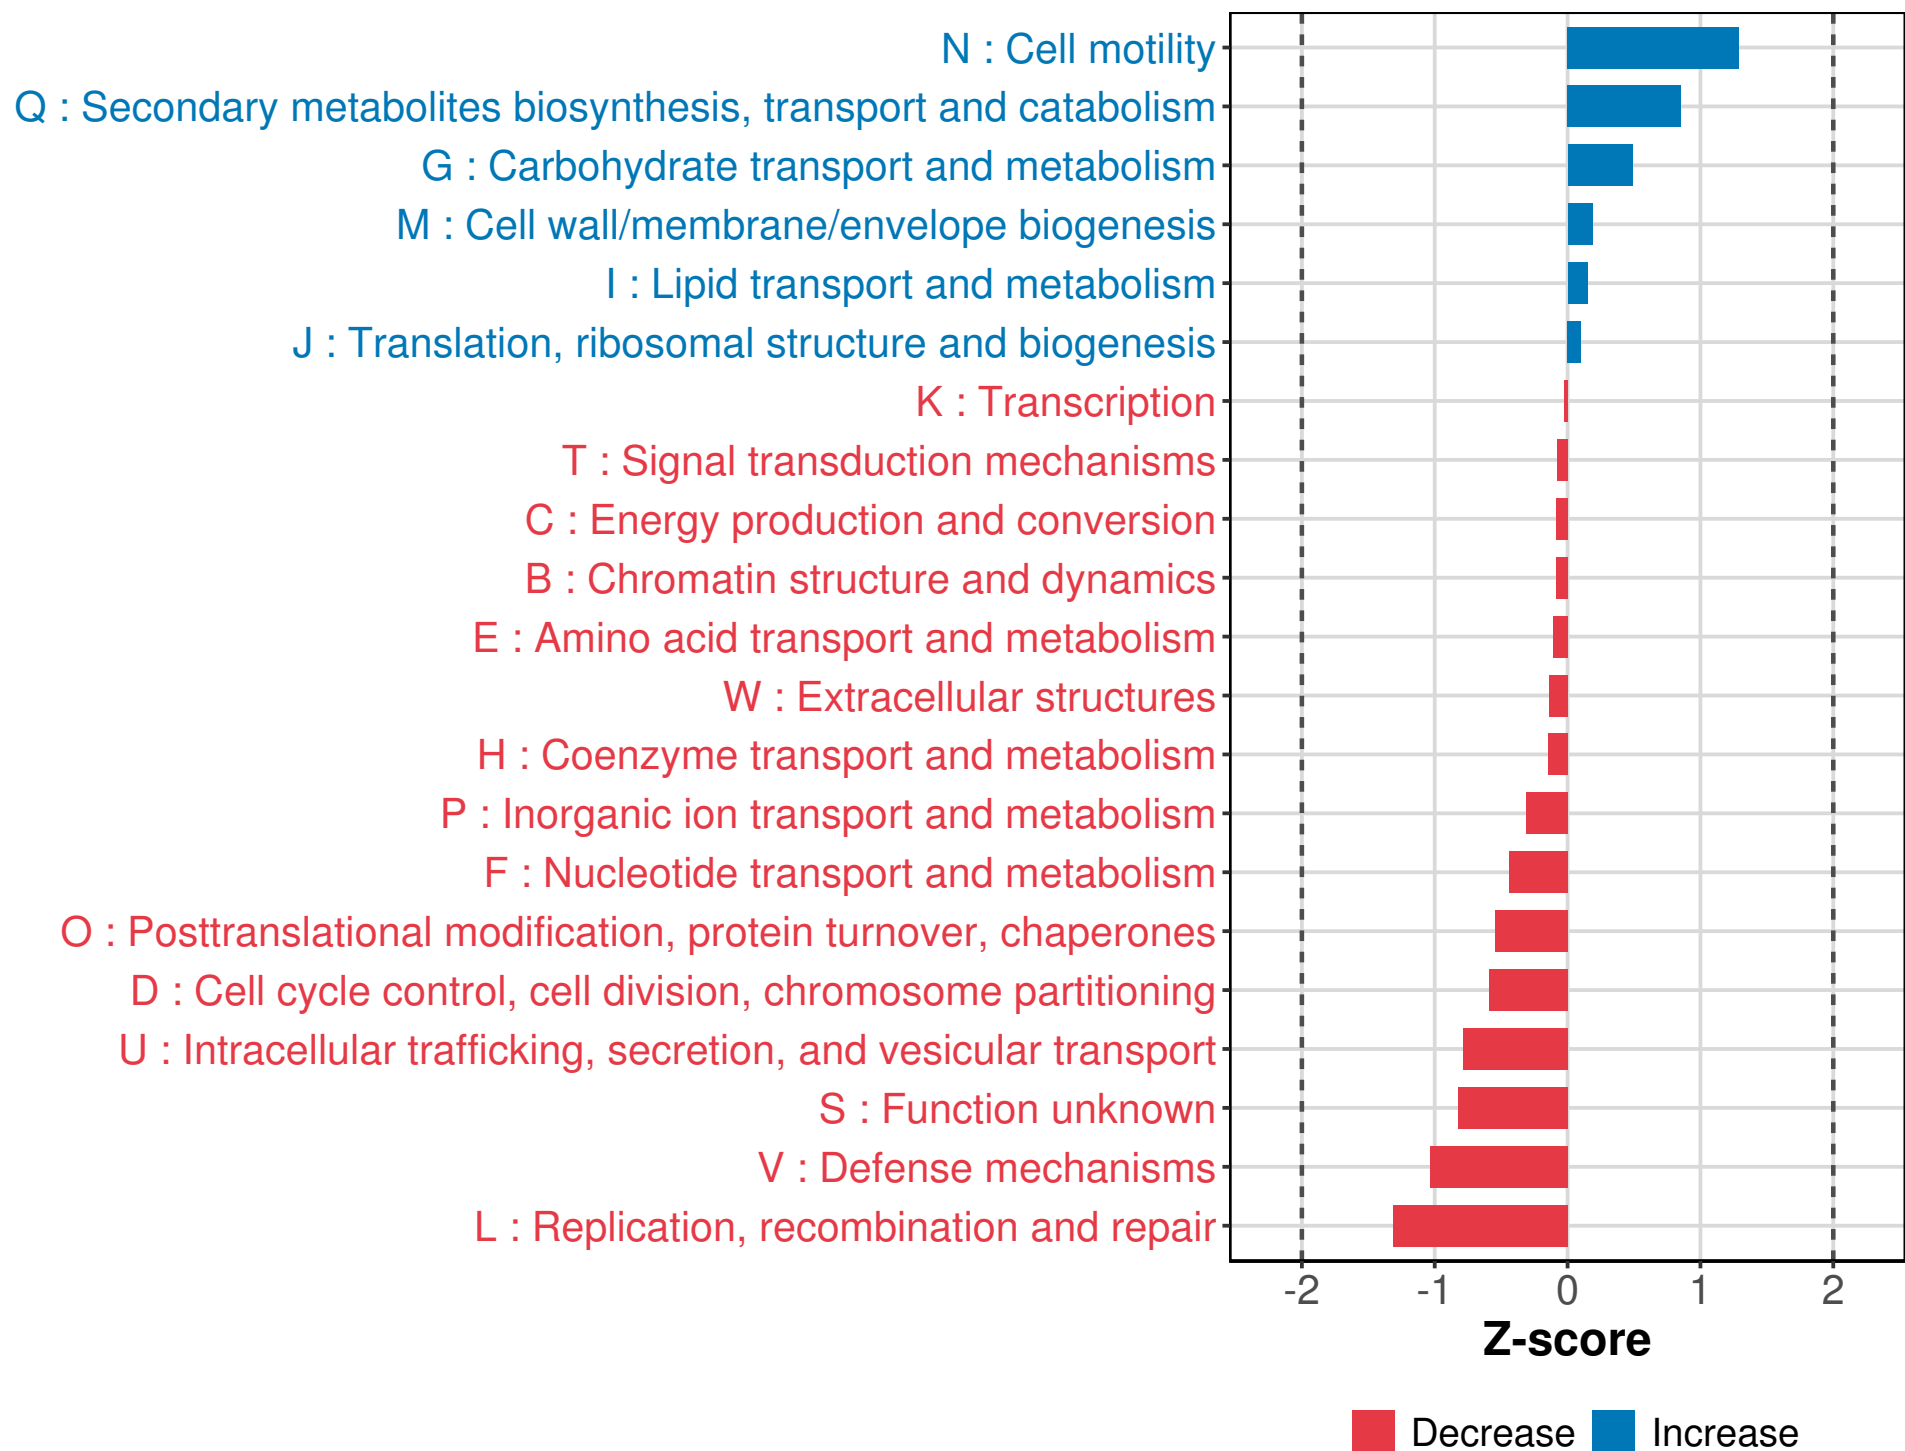 N : Cell motility
Q : Secondary metabolites biosynthesis, transport and catabolism
G : Carbohydrate transport and metabolism
M : Cell wall/membrane/envelope biogenesis
I : Lipid transport and metabolism
J : Translation, ribosomal structure and biogenesis
K : Transcription
T : Signal transduction mechanisms
C : Energy production and conversion
B : Chromatin structure and dynamics
E : Amino acid transport and metabolism
W : Extracellular structures
H : Coenzyme transport and metabolism
P : Inorganic ion transport and metabolism
F : Nucleotide transport and metabolism
O : Posttranslational modification, protein turnover, chaperones
D : Cell cycle control, cell division, chromosome partitioning
U : Intracellular trafficking, secretion, and vesicular transport
S : Function unknown
V : Defense mechanisms
L : Replication, recombination and repair
-2 -1 0 1 2
Z-score
Decrease Increase